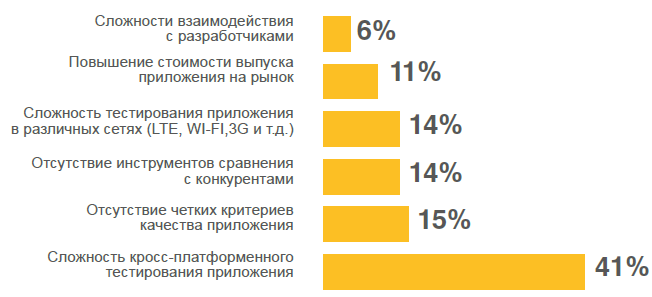 Сложности взаимодействия
с разработчиками
6%
Повышение стоимости выпуска
приложения на рынок
11%
Сложность тестирования приложения
в различных сетях (LTE, WI-FI,3G и т.д.)
14%
Отсутствие инструментов сравнения
с конкурентами
14%
Отсутствие четких критериев
качества приложения
15%
Сложность кросс-платформенного
тестирования приложения
41%